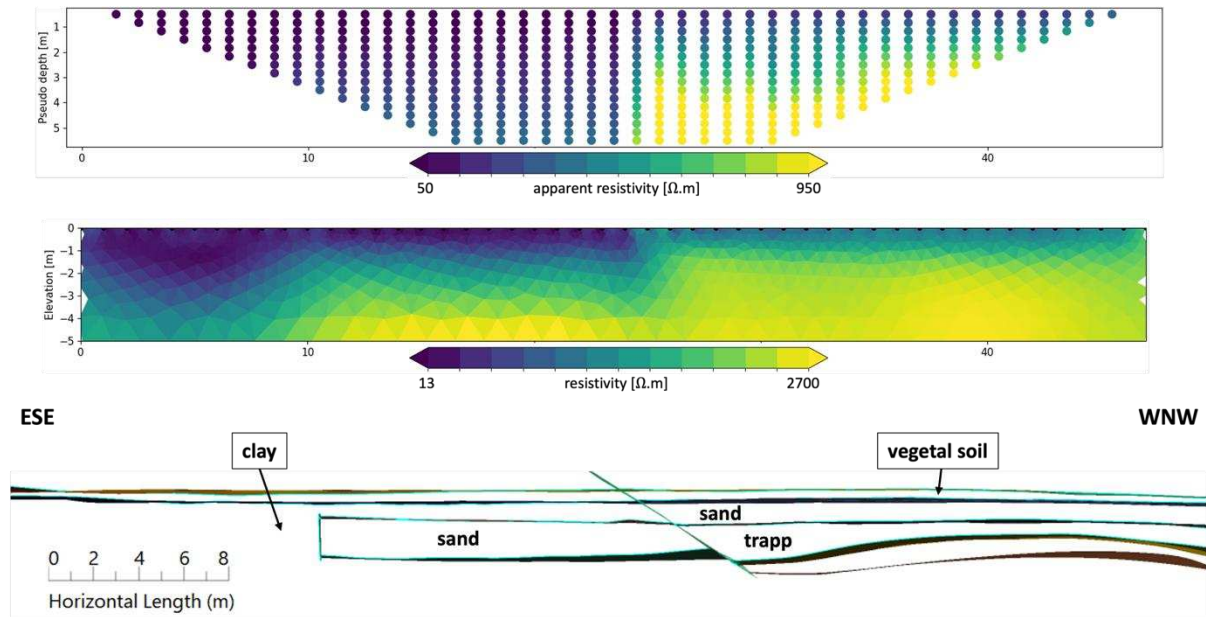 1
2
3
4
5
Pseudo depth [m]
0
10
40
50
950
apparent resistivity [Ω.m]
0
−1
−2
−3
−4
−5
Elevation [m]
0
10
40
13
2700
resistivity [Ω.m]
ESE
WNW
clay
vegetal soil
sand
sand
trapp
0 2 4 6 8
Horizontal Length (m)